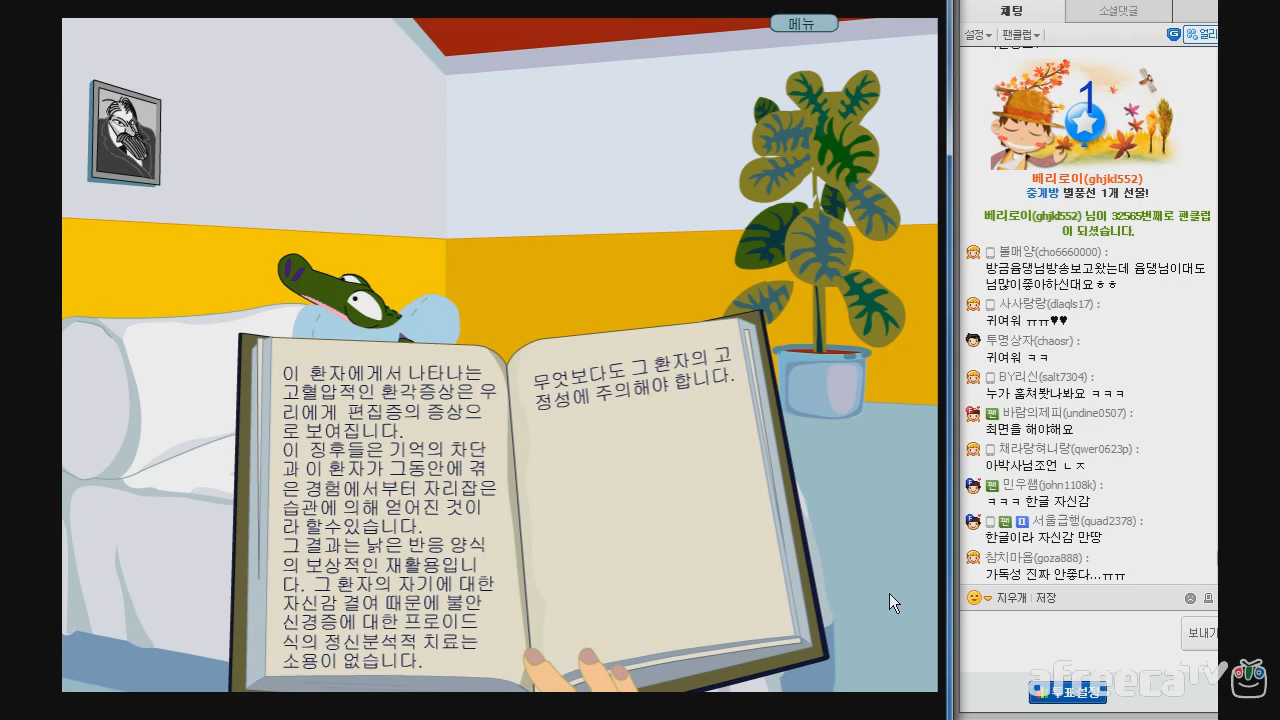 메뉴
이 환자에게서 나타나는
고혈압적인 환각증상은 우
리에게 편집증의 증상으
로 보여집니다.
이 징후들은 기억의 차단
과 이 환자가 그동안에 겪
은 경험에서부터 자리잡은
습관에 의해 얻어진 것이
라 할수있습니다.
그 결과는 낡은 반응 양식
의 보상적인 재활용입니
다. 그 환자의 자기에 대한
자신감 결여 때문에 불안
신경증에 대한 프로이드
식의 정신분석적 치료는
소용이 없습니다.
무엇보다도 그 환자의 고
정성에 주의해야 합니다.
채팅
소셜댓글
설정
팬클럽
얼리
1
베리로이(ghjkl552)
중계방 별풍선 1개 선물!
베리로이(ghjkl552) 님이 32565번째로 팬클럽
이 되셨습니다.
볼매양(cho6660000) :
방금윰댕님방송보고왔는데 윰댕님이대도
님많이좋아하신대요ㅎㅎ
사사랑랑(dlaqls17) :
귀여워 ㅠㅠ♥♥
투명상자(chaosr) :
귀여워 ㅋㅋ
BY리신(salt7304) :
누가 훔쳐봣나봐요 ㅋㅋㅋ
팬 바람의제피(undine0507) :
최면을 해야해요
채라랑혀니랑(qwer0623p) :
아박사님조언 ㄴㅈ
팬 민우쌤(john1108k) :
ㅋㅋㅋ 한글 자신감
팬 서울급행(quad2378) :
한글이라 자신감 만땅
참치마욥(goza888) :
가독성 진짜 안좋다...ㅠㅠ
지우개 저장
보내기
afreecaTV
투표설정